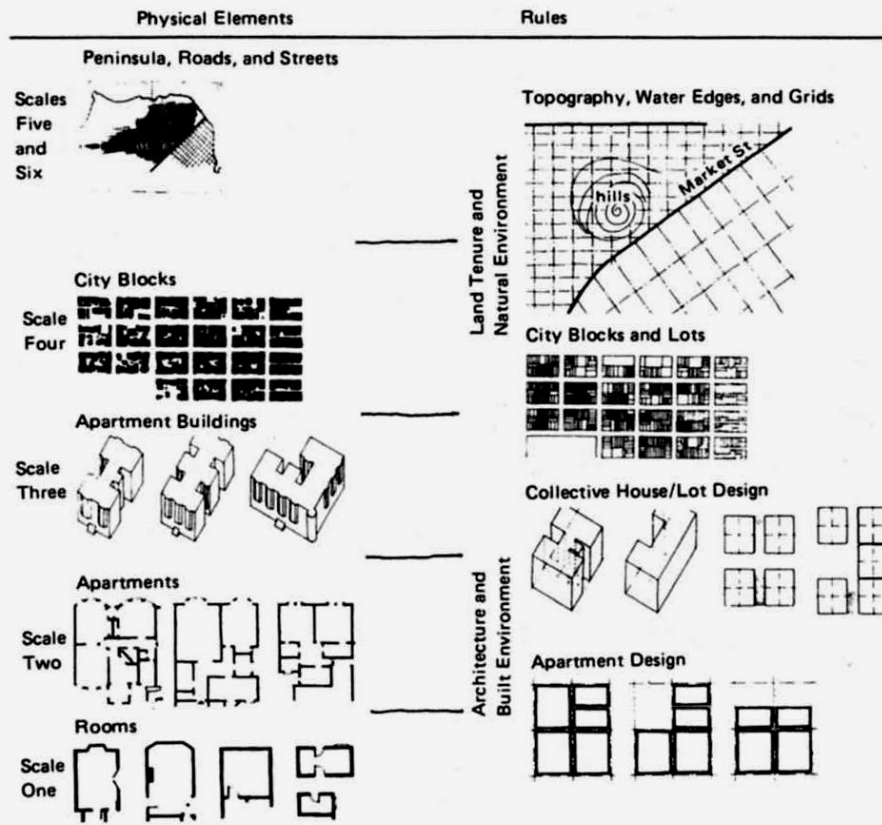 Physical Elements
Rules
Peninsula, Roads, and Streets
Scales
Five
and
Six
Topography, Water Edges, and Grids
hills
Market St
Land Tenure and
Natural Environment
City Blocks
Scale
Four
City Blocks and Lots
Apartment Buildings
Scale
Three
Collective House/Lot Design
Apartments
Scale
Two
Architecture and
Built Environment
Apartment Design
Rooms
Scale
One